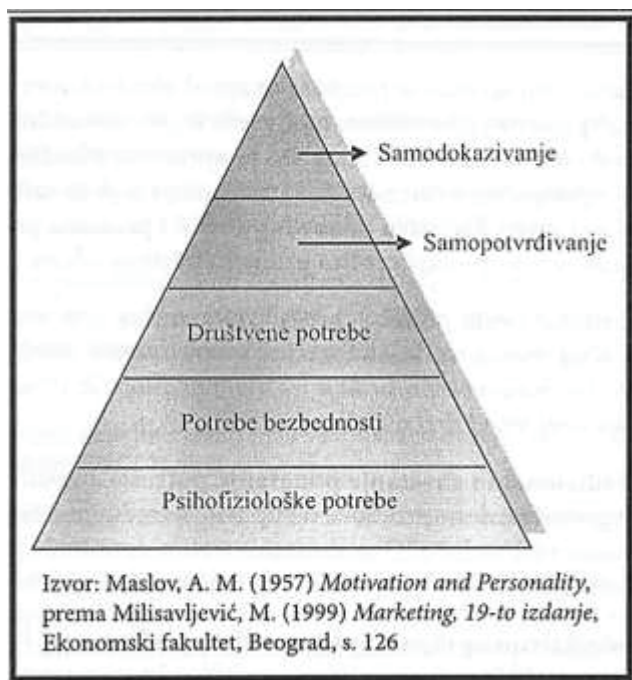 Samodokazivanje
Samopotvrđivanje
Društvene potrebe
Potrebe bezbednosti
Psihofiziološke potrebe
Izvor: Maslov, A. M. (1957) Motivation and Personality,
prema Milisavljević, M. (1999) Marketing, 19-to izdanje,
Ekonomski fakultet, Beograd, s. 126